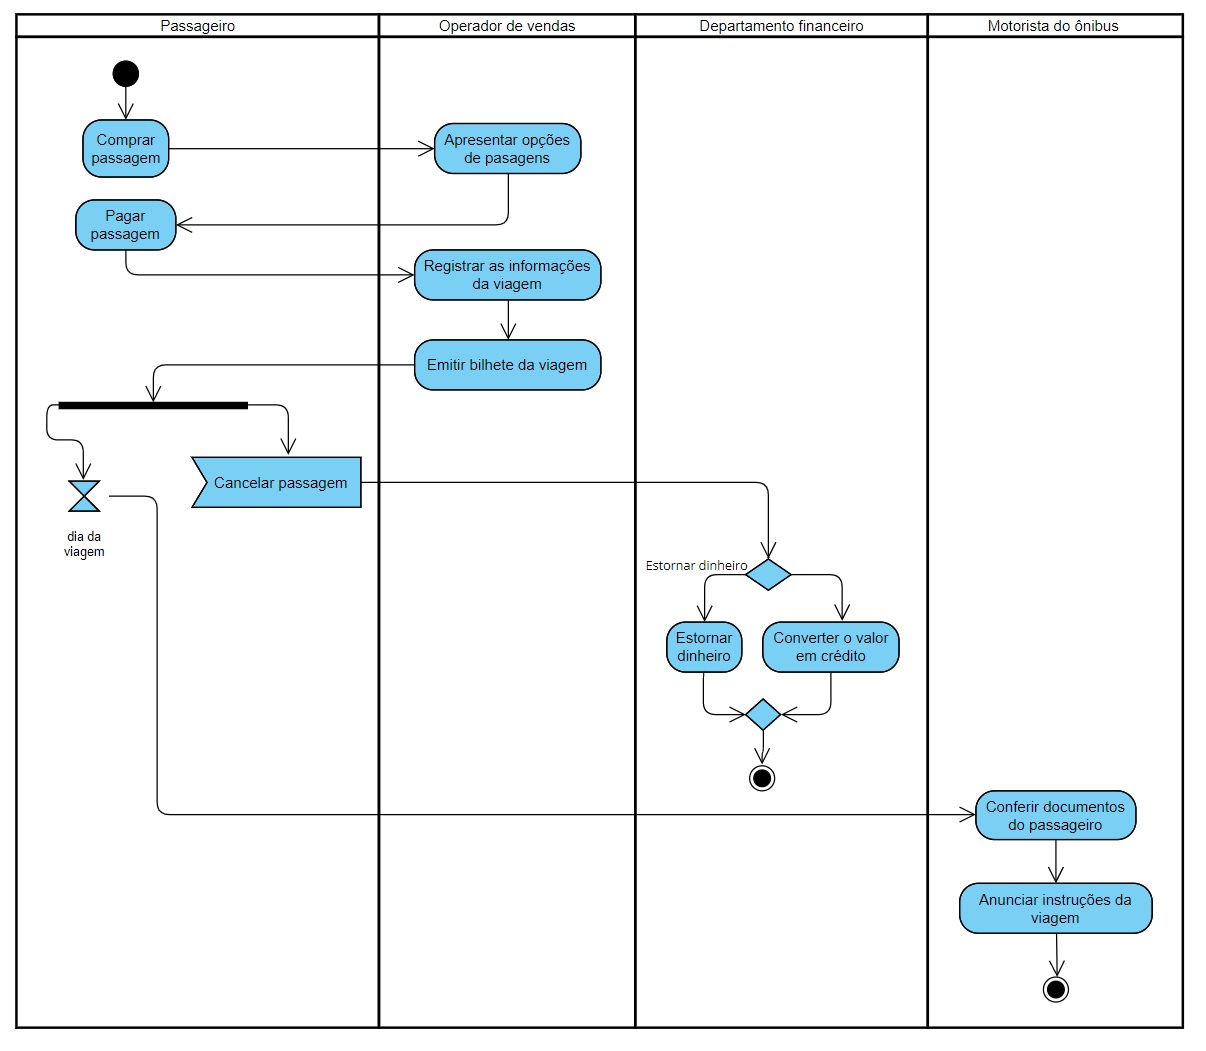 Passageiro
Operador de vendas
Departamento financeiro
Motorista do ônibus
Comprar
passagem
Apresentar opções
de pasagens
Pagar
passagem
Registrar as informações
da viagem
Emitir bilhete da viagem
Cancelar passagem
dia da
viagem
Estornar dinheiro
Estornar
dinheiro
Converter o valor
em crédito
Conferir documentos
do passageiro
Anunciar instruções da
viagem